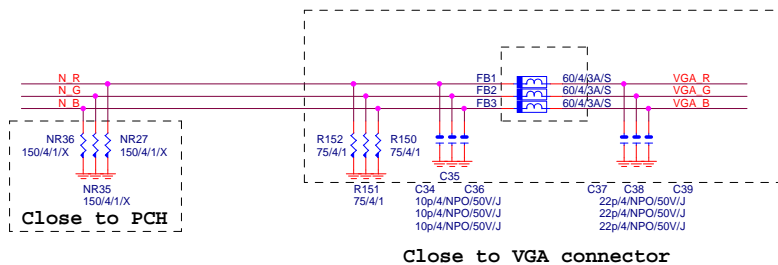 N_R
N_G
N_B
FB1
FB2
FB3
60/4/3A/S
60/4/3A/S
60/4/3A/S
VGA_R
VGA_G
VGA_B
NR36
150/4/1/X
NR27
150/4/1/X
NR35
150/4/1/X
Close to PCH
R152
75/4/1
R150
75/4/1
R151
75/4/1
C35
C34
C36
10p/4/NPO/50V/J
10p/4/NPO/50V/J
10p/4/NPO/50V/J
C37
C38
C39
22p/4/NPO/50V/J
22p/4/NPO/50V/J
22p/4/NPO/50V/J
Close to VGA connector